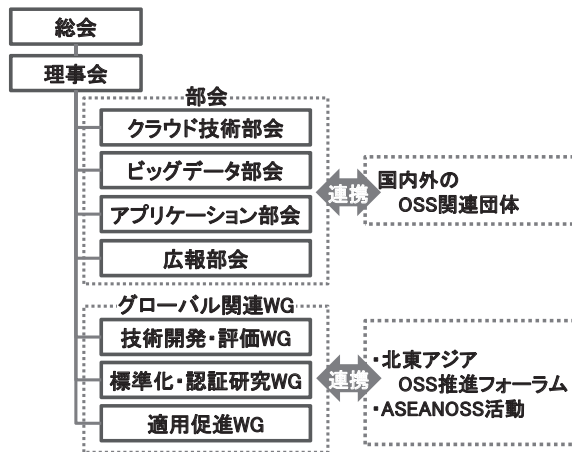 総会
理事会
部会
クラウド技術部会
ビッグデータ部会
アプリケーション部会
広報部会
連携
国内外の
OSS関連団体
グローバル関連WG
技術開発・評価WG
標準化・認証研究WG
適用促進WG
連携
・北東アジア
OSS推進フォーラム
・ASEANOSS活動